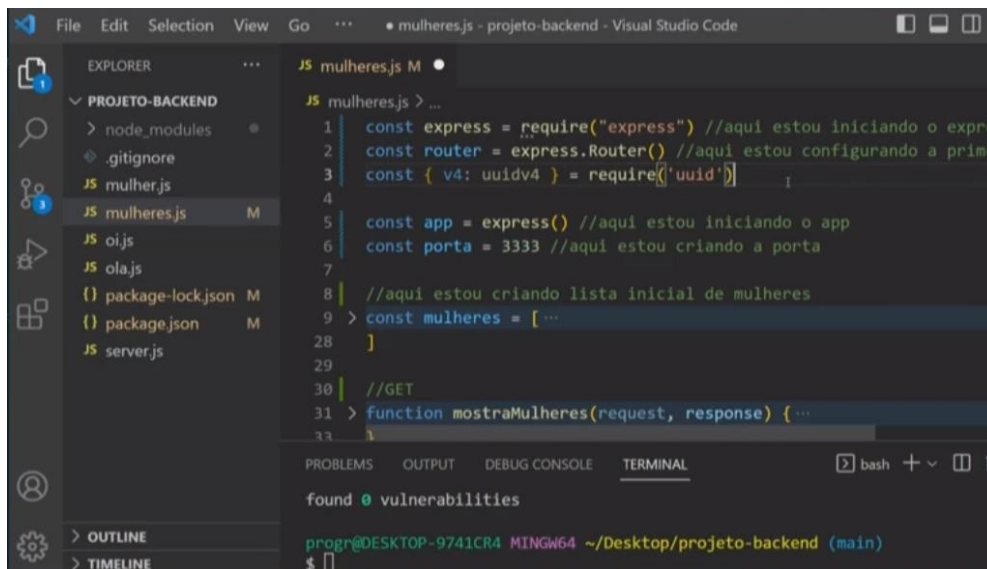 File Edit Selection View Go ··· ● mulheres.js - projeto-backend - Visual Studio Code
EXPLORER ···
PROJETO-BACKEND
> node_modules
.gitignore
JS mulher.js
JS mulheres.js M
JS oi.js
JS ola.js
{} package-lock.json M
{} package.json M
JS server.js
> OUTLINE
> TIMELINE
1
3
JS mulheres.js M ●
JS mulheres.js > ...
1 const express = require("express") //aqui estou iniciando o
2 const router = express.Router() //aqui estou configurando a
3 const { v4: uuidv4 } = require('uuid')
4
5 const app = express() //aqui estou iniciando o app
6 const porta = 3333 //aqui estou criando a porta
7
8 //aqui estou criando lista inicial de mulheres
9 > const mulheres = [ ···
28 ]
29
30 //GET
31 > function mostraMulheres(request, response) { ···
33 }
PROBLEMS OUTPUT DEBUG CONSOLE TERMINAL bash
found 0 vulnerabilities
progr@DESKTOP-9741CR4 MINGW64 ~/Desktop/projeto-backend (main)
$